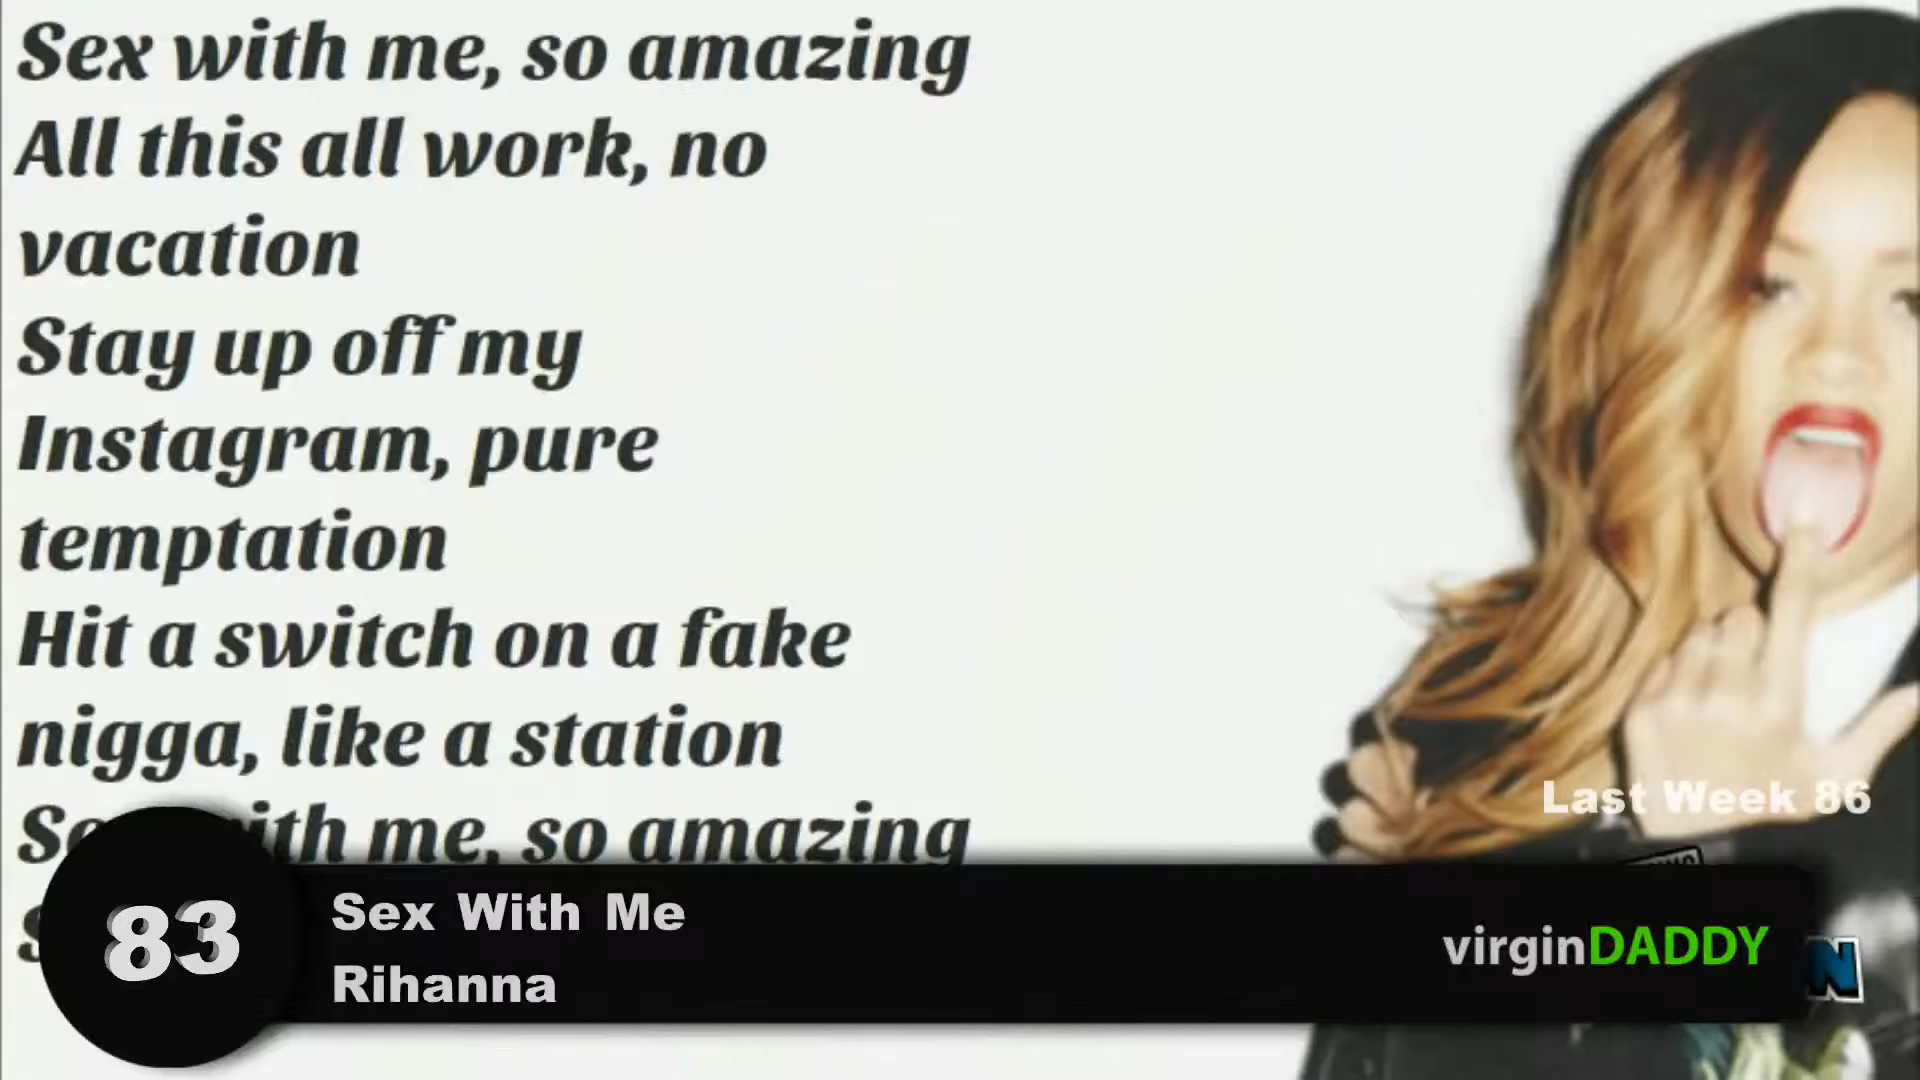 Sex with me, so amazing
All this all work, no
vacation
Stay up off my
Instagram, pure
temptation
Hit a switch on a fake
nigga, like a station
with me, so amazing
Last Week 86
83
Sex With Me
Rihanna
virginDADDY
N